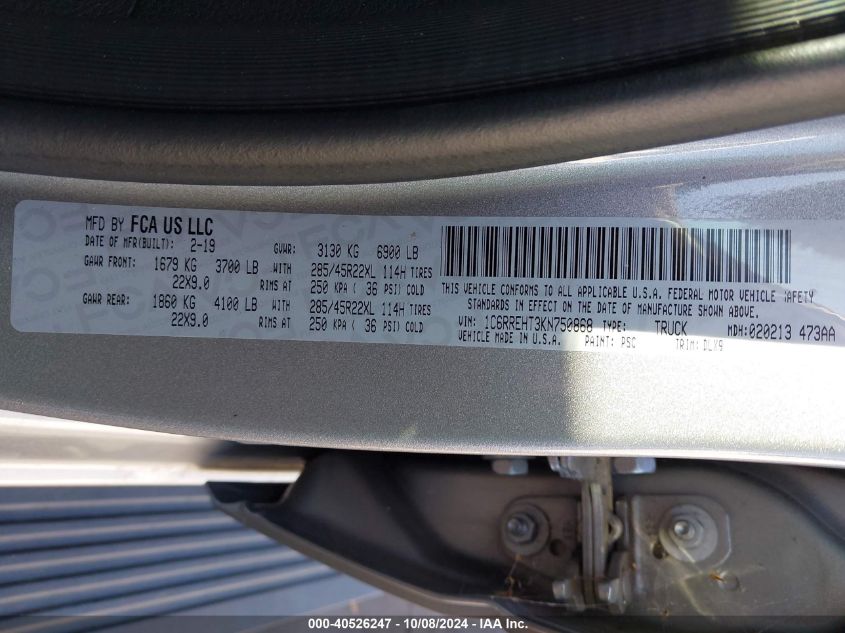 MFD BY FCA US LLC
DATE OF MFR(BUILT): 2-19 GVWR: 3130 KG 6900 LB
GAWR FRONT: 1679 KG 3700 LB WITH 285/45R22XL 114H TIRES
22X9.0 RIMS AT 250 KPA ( 36 PSI) COLD
GAWR REAR: 1860 KG 4100 LB WITH 285/45R22XL 114H TIRES
22X9.0 RIMS AT 250 KPA ( 36 PSI) COLD
THIS VEHICLE CONFORMS TO ALL APPLICABLE U.S.A. FEDERAL MOTOR VEHICLE SAFETY
STANDARDS IN EFFECT ON THE DATE OF MANUFACTURE SHOWN ABOVE.
VIN: 1C6RREHT3KN750868 TYPE: TRUCK MDH: 020213 473AA
VEHICLE MADE IN U.S.A. PAINT: PSC TRIM: DLX9
000-40526247 - 10/08/2024 - IAA Inc.